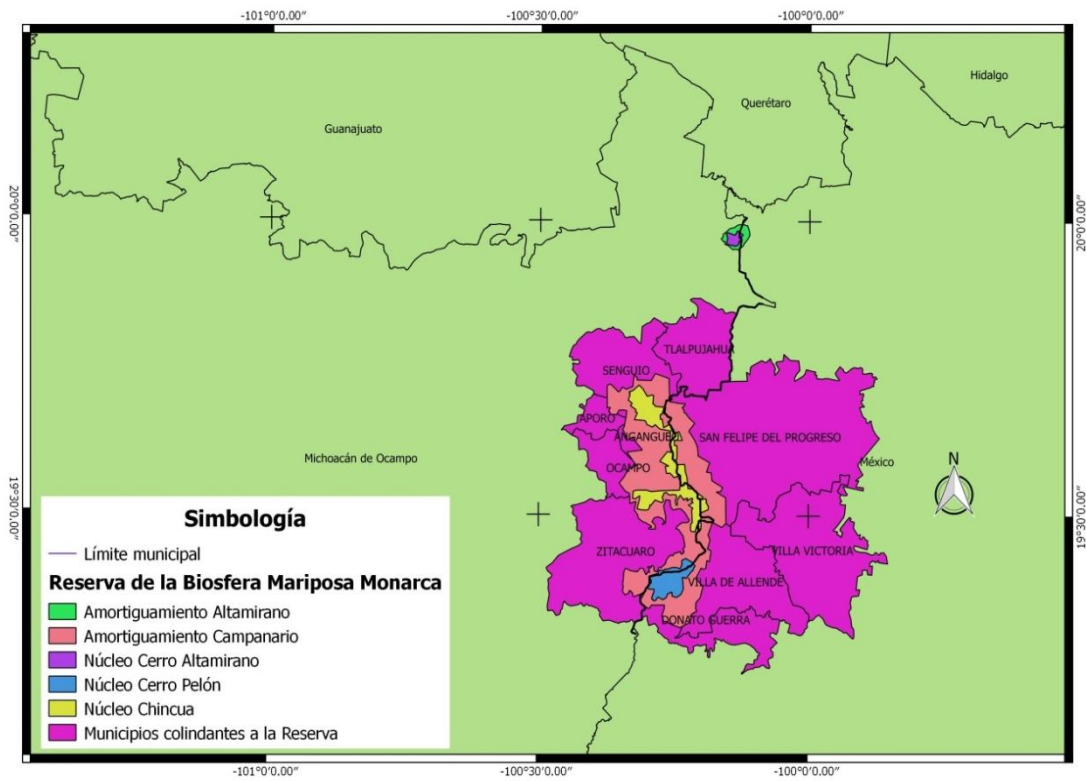 -101°0'0.00"
-100°30'0.00"
-100°0'0.00"
Hidalgo
Querétaro
Guanajuato
20°0'0.00"
20°0'0.00"
TLALPUJAHUA
SENGUIO
APORO
ANGANGUEO
SAN FELIPE DEL PROGRESO
Michoacán de Ocampo
OCAMPO
México
N
19°30'0.00"
19°30'0.00"
ZITACUARO
VILLA VICTORIA
VILLA DE ALLENDE
DONATO GUERRA
Simbología
Límite municipal
Reserva de la Biosfera Mariposa Monarca
Amortiguamiento Altamirano
Amortiguamiento Campanario
Núcleo Cerro Altamirano
Núcleo Cerro Pelón
Núcleo Chincua
Municipios colindantes a la Reserva
-101°0'0.00"
-100°30'0.00"
-100°0'0.00"